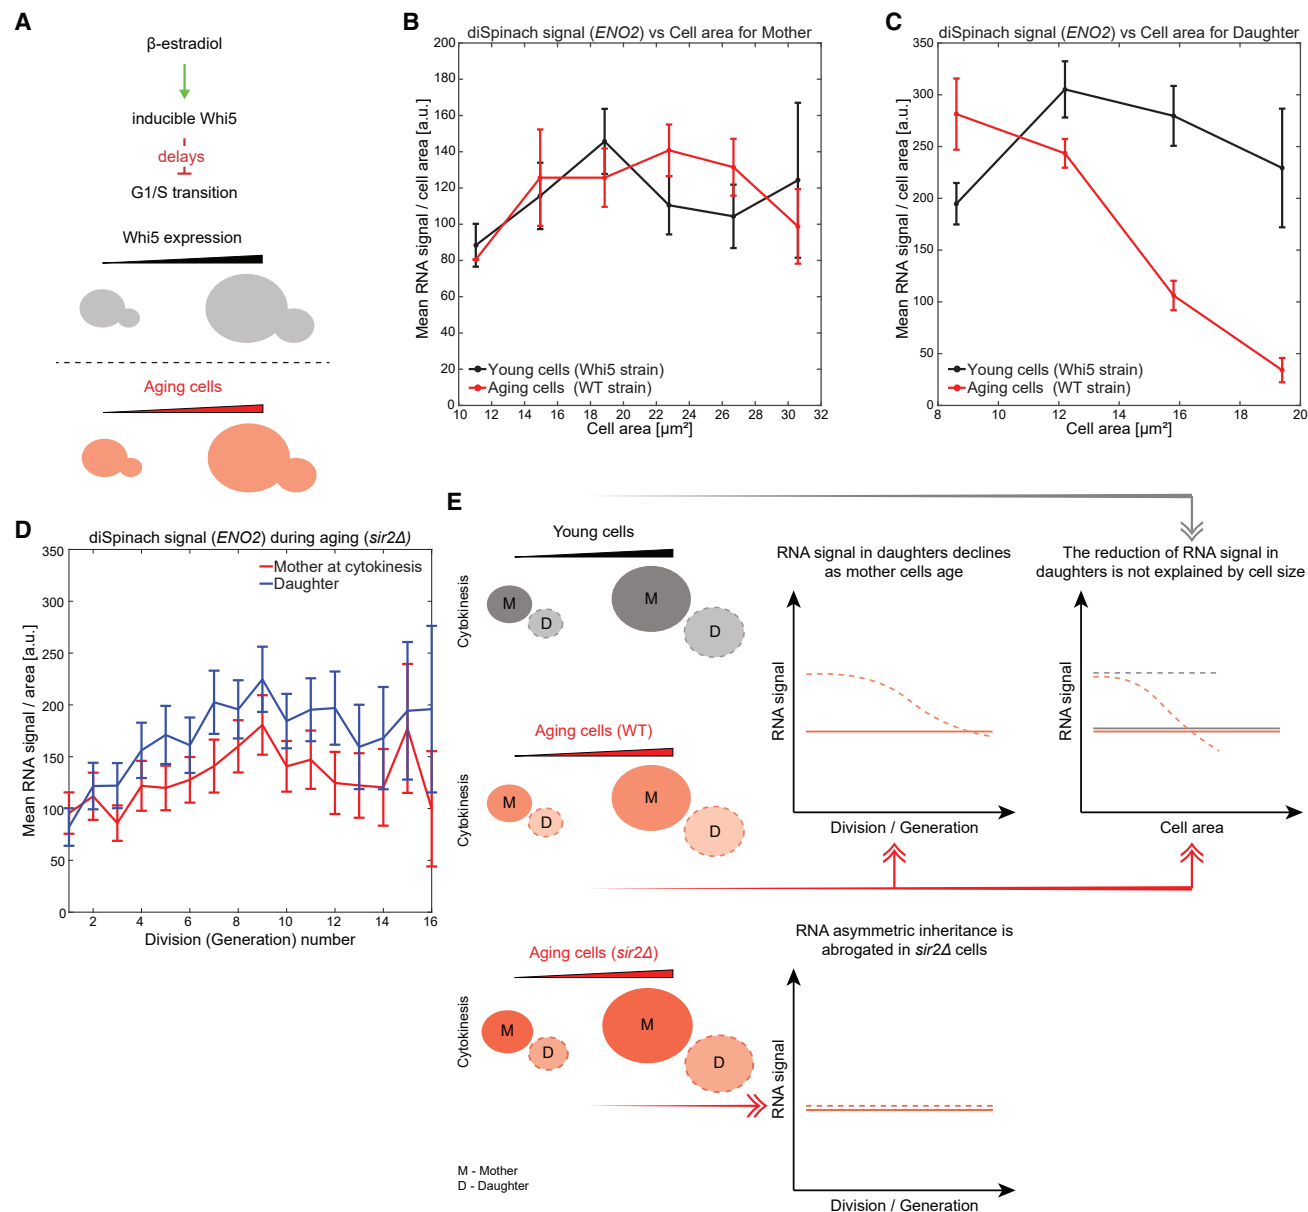 A
β-estradiol
inducible Whi5
delays
G1/S transition
Whi5 expression
Aging cells
B
diSpinach signal (ENO2) vs Cell area for Mother
Mean RNA signal / cell area [a.u.]
200
180
160
140
120
100
80
60
40
20
0
Young cells (Whi5 strain)
Aging cells (WT strain)
10 12 14 16 18 20 22 24 26 28 30 32
Cell area [µm²]
C
diSpinach signal (ENO2) vs Cell area for Daughter
Mean RNA signal / cell area [a.u.]
350
300
250
200
150
100
50
0
Young cells (Whi5 strain)
Aging cells (WT strain)
8 10 12 14 16 18 20
Cell area [µm²]
D
diSpinach signal (ENO2) during aging (sir2Δ)
Mean RNA signal / area [a.u.]
350
300
250
200
150
100
50
0
Mother at cytokinesis
Daughter
2 4 6 8 10 12 14 16
Division (Generation) number
E
Young cells
Cytokinesis
M
D
M
D
Aging cells (WT)
Cytokinesis
M
D
M
D
RNA signal in daughters declines
as mother cells age
RNA signal
Division / Generation
The reduction of RNA signal in
daughters is not explained by cell size
RNA signal
Cell area
Aging cells (sir2Δ)
Cytokinesis
M
D
M
D
RNA asymmetric inheritance is
abrogated in sir2Δ cells
RNA signal
Division / Generation
M - Mother
D - Daughter